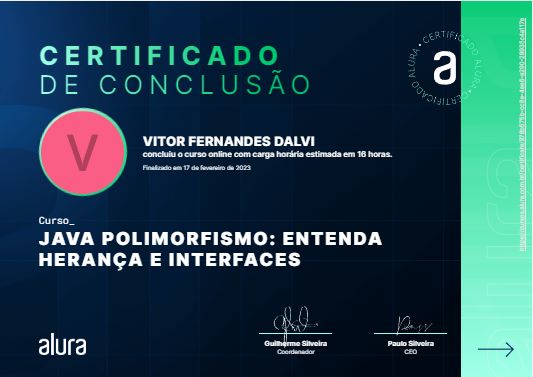 CERTIFICADO
DE CONCLUSÃO
CERTIFICADO ALURA • CERTIFICADO ALURA •
a
V
VITOR FERNANDES DALVI
concluiu o curso online com carga horária estimada em 16 horas.
Finalizado em 17 de fevereiro de 2023
Curso_
JAVA POLIMORFISMO: ENTENDA
HERANÇA E INTERFACES
Guilherme Silveira
Coordenador
Paulo Silveira
CEO
alura